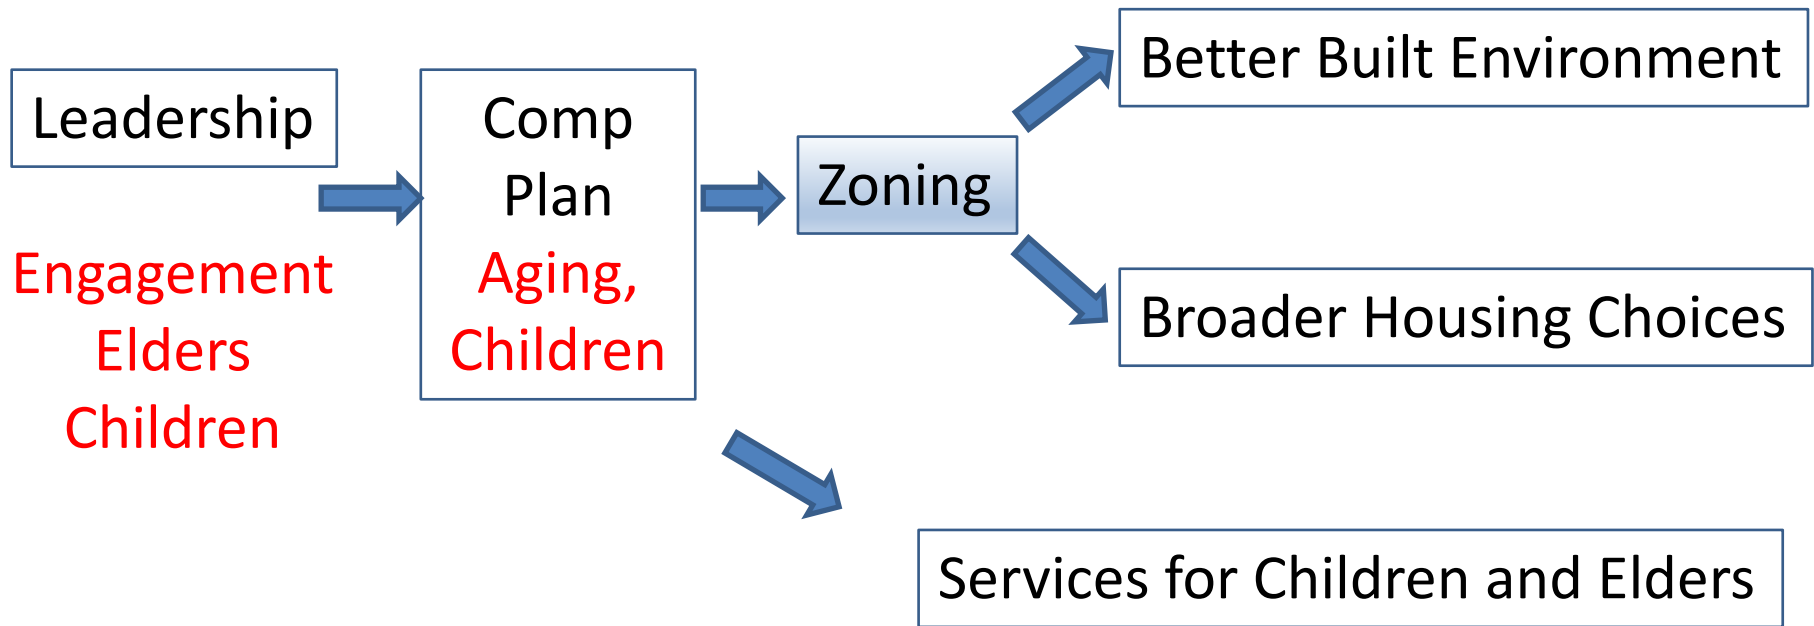 Leadership
Engagement
Elders
Children
Comp
Plan
Aging,
Children
Zoning
Better Built Environment
Broader Housing Choices
Services for Children and Elders